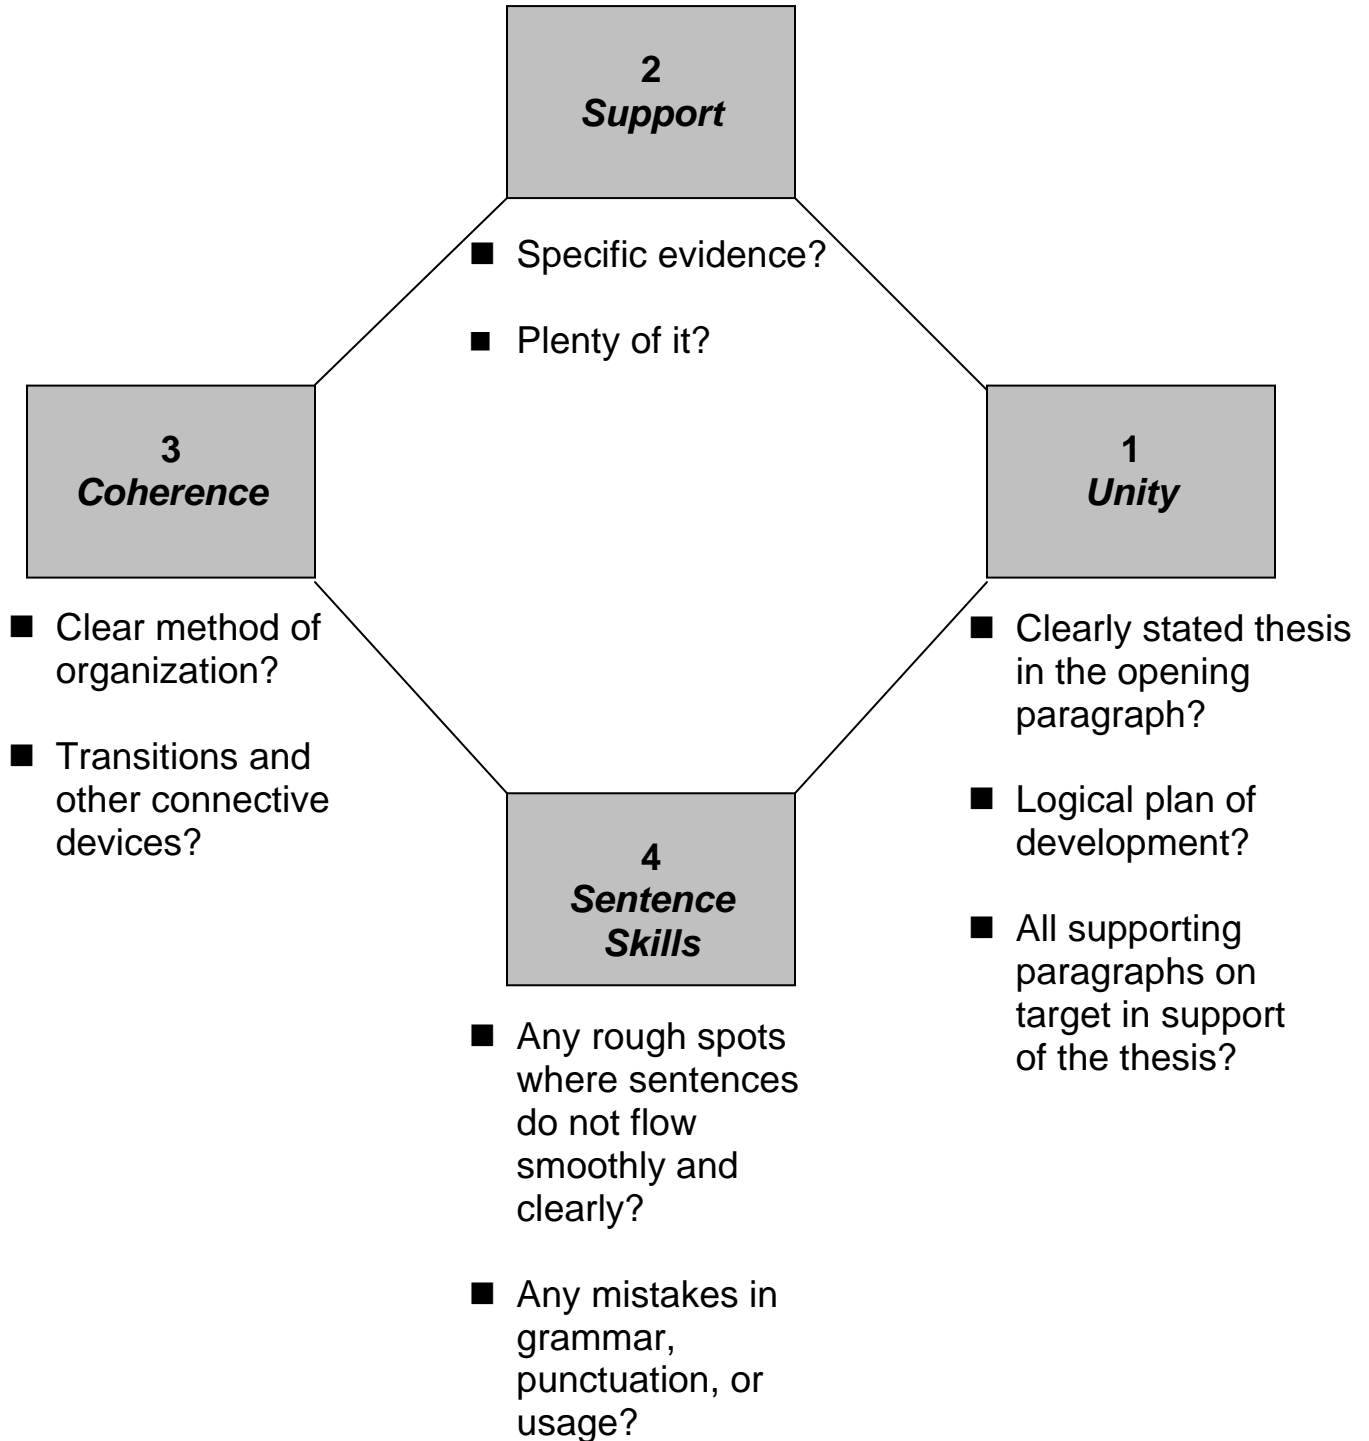 2
Support
■ Specific evidence?
■ Plenty of it?
3
Coherence
■ Clear method of
organization?
■ Transitions and
other connective
devices?
1
Unity
■ Clearly stated thesis
in the opening
paragraph?
■ Logical plan of
development?
■ All supporting
paragraphs on
target in support
of the thesis?
4
Sentence
Skills
■ Any rough spots
where sentences
do not flow
smoothly and
clearly?
■ Any mistakes in
grammar,
punctuation, or
usage?